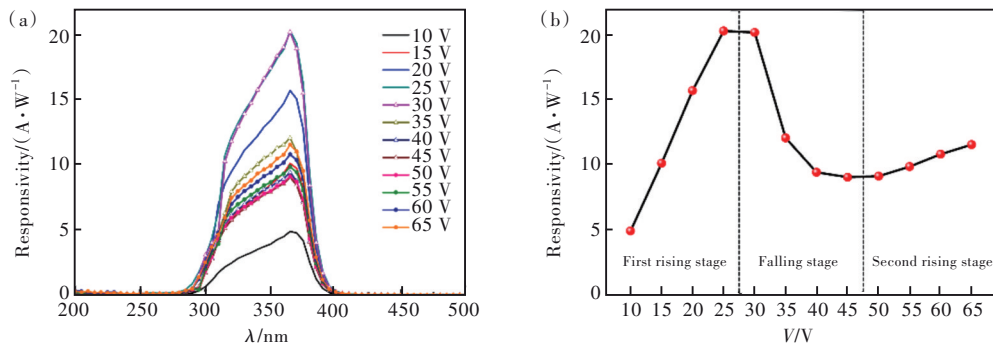 (a)
Responsivity/(A·W⁻¹)
20
15
10
5
0
200
250
300
350
400
450
500
λ/nm
10 V
15 V
20 V
25 V
30 V
35 V
40 V
45 V
50 V
55 V
60 V
65 V
(b)
Responsivity/(A·W⁻¹)
20
15
10
5
0
First rising stage
Falling stage
Second rising stage
10 15 20 25 30 35 40 45 50 55 60 65
V/V